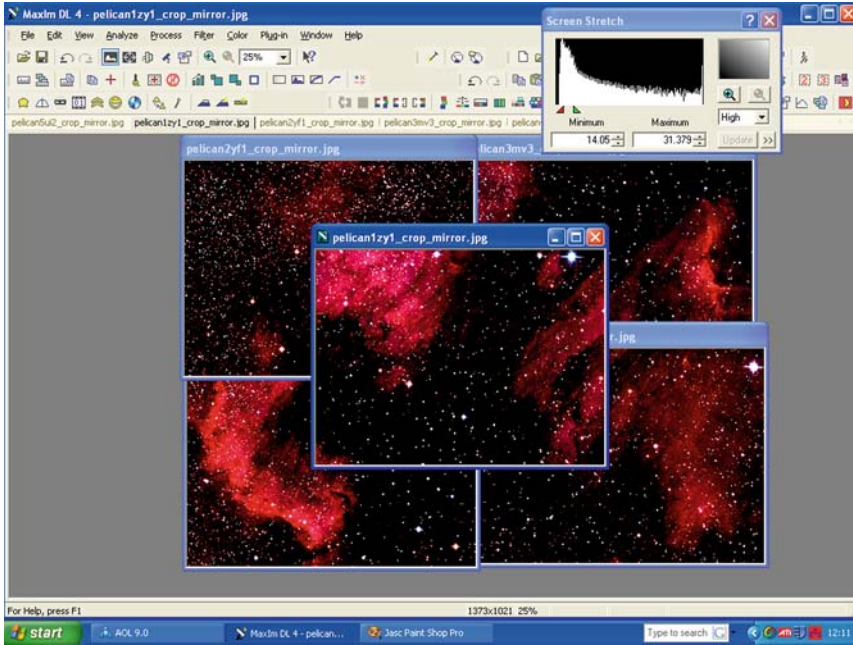 MaxIm DL 4 - pelican1zy1_crop_mirror.jpg
File Edit View Analyze Process Filter Color Plug-in Window Help
25%
pelican5ui2_crop_mirror.jpg pelican1zy1_crop_mirror.jpg pelican2yf1_crop_mirror.jpg pelican3mv3_crop_mirror.jpg pelican
Screen Stretch
Minimum Maximum
14.05 31.379
High
Update >>
pelican2yf1_crop_mirror.jpg
elican3mv3_
pelican1zy1_crop_mirror.jpg
r.jpg
For Help, press F1 1373x1021 25%
start AOL 9.0 MaxIm DL 4 - pelican... Jasc Paint Shop Pro Type to search 12:11